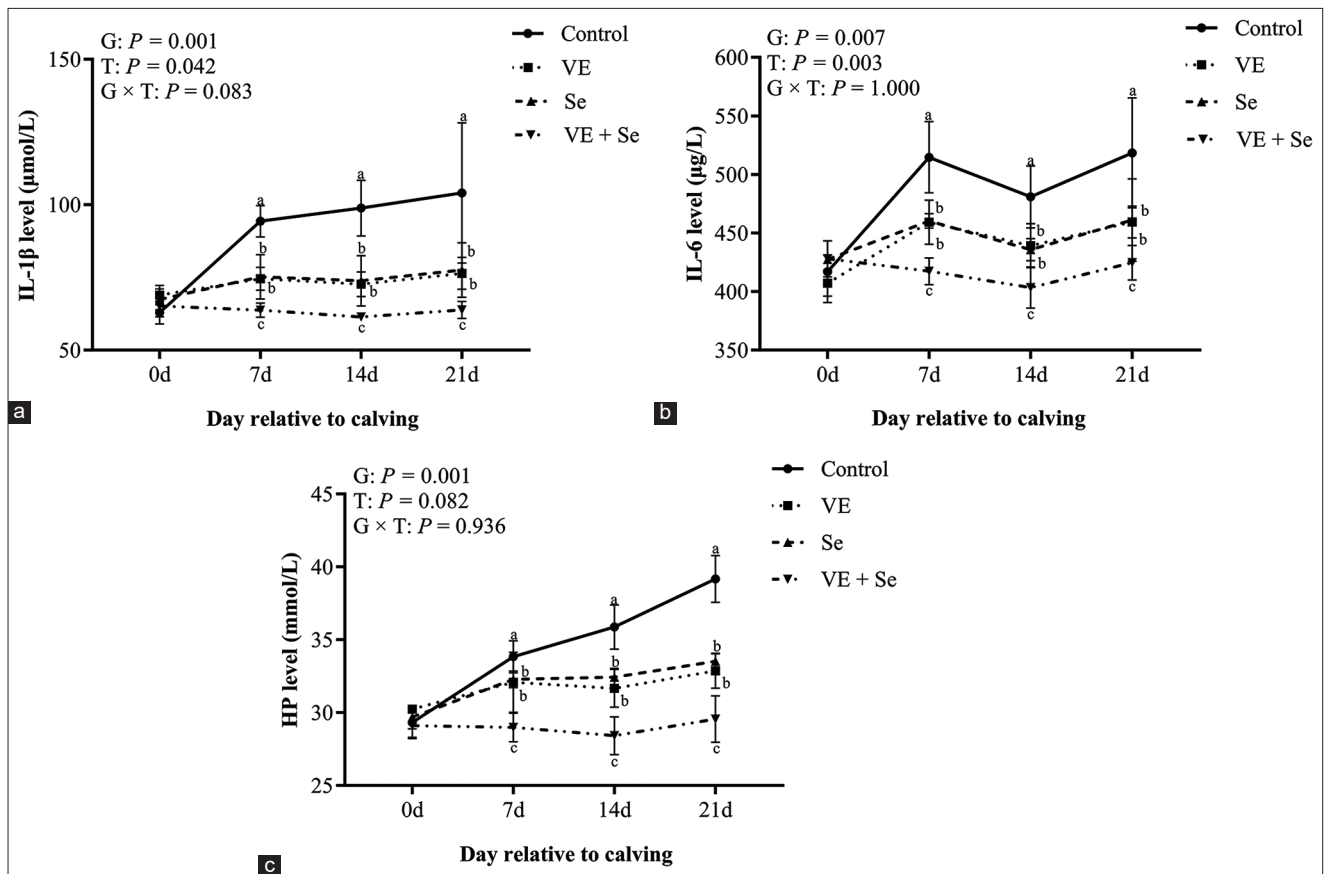 G: P = 0.001
T: P = 0.042
G × T: P = 0.083
Control
VE
Se
VE + Se
150
100
50
IL-1β level (μmol/L)
a
a
a
b
b
b
b
b
b
c
c
c
0d 7d 14d 21d
Day relative to calving
a
G: P = 0.007
T: P = 0.003
G × T: P = 1.000
Control
VE
Se
VE + Se
600
550
500
450
400
350
IL-6 level (μg/L)
a
a
a
b
b
b
b
b
b
c
c
c
0d 7d 14d 21d
Day relative to calving
b
G: P = 0.001
T: P = 0.082
G × T: P = 0.936
Control
VE
Se
VE + Se
45
40
35
30
25
HP level (mmol/L)
a
a
a
b
b
b
b
b
b
c
c
c
0d 7d 14d 21d
Day relative to calving
c